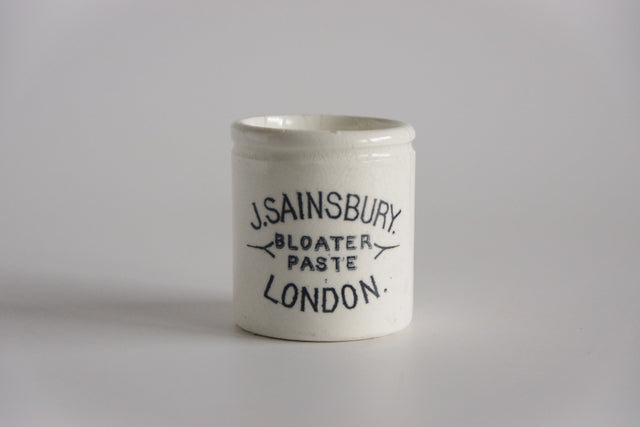 J. SAINSBURY.
BLOATER
PASTE
LONDON.